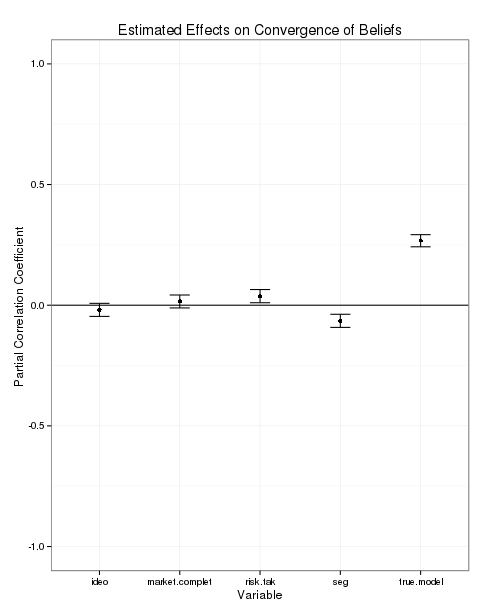 Estimated Effects on Convergence of Beliefs
Partial Correlation Coefficient
1.0
0.5
0.0
-0.5
-1.0
ideo market.complet risk.tak seg true.model
Variable